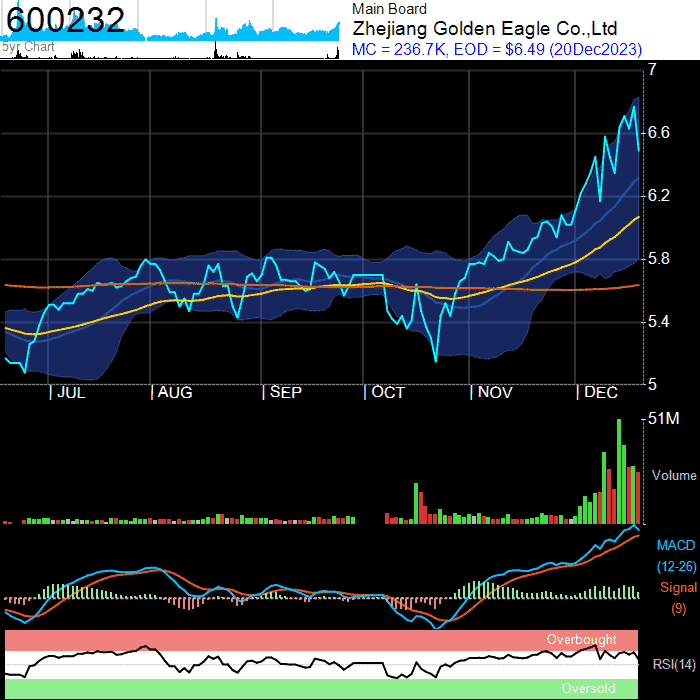 600232
5yr Chart
Main Board
Zhejiang Golden Eagle Co.,Ltd
MC = 236.7K, EOD = $6.49 (20Dec2023)
7
6.6
6.2
5.8
5.4
5
| JUL | AUG | SEP | OCT | NOV | DEC
51M
Volume
MACD
(12-26)
Signal
(9)
Overbought
RSI(14)
Oversold